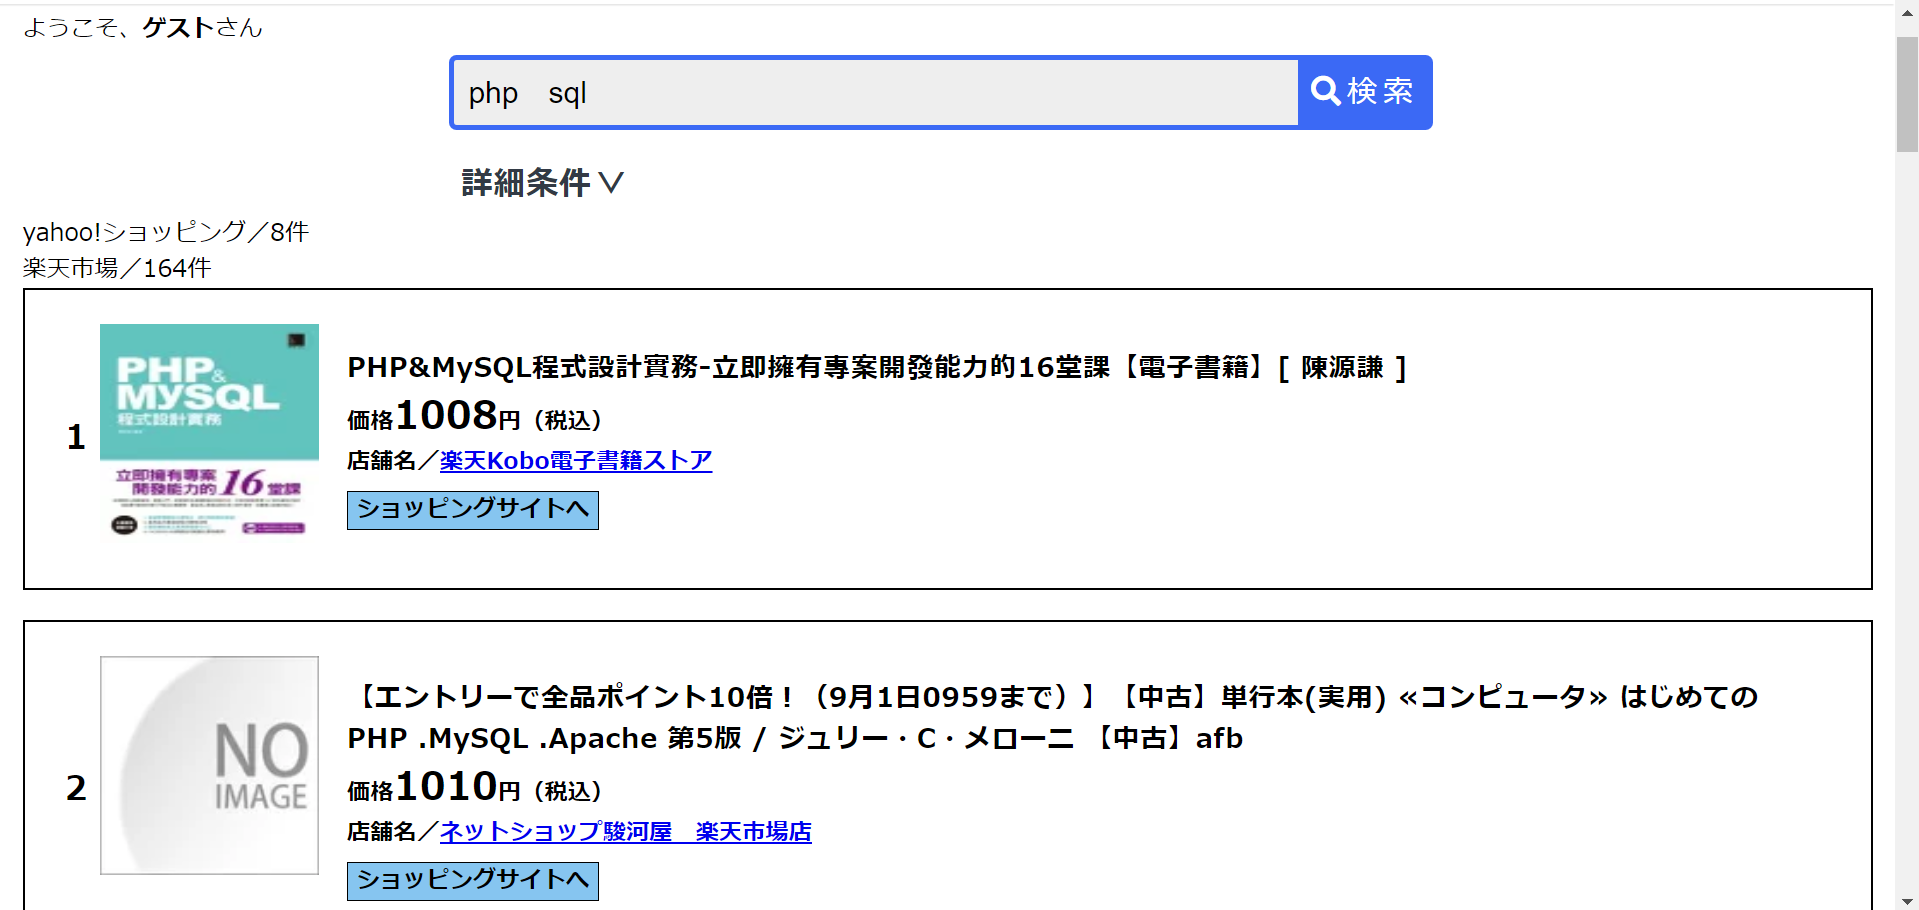 ようこそ、ゲストさん
php　sql
検索
詳細条件∨
yahoo!ショッピング／8件
楽天市場／164件
1
PHP&
MySQL
程式設計實務
立即擁有專案
開發能力的16堂課
PHP&MySQL程式設計實務-立即擁有專案開發能力的16堂課【電子書籍】[ 陳源謙 ]
価格1008円（税込）
店舗名／楽天Kobo電子書籍ストア
ショッピングサイトへ
2
NO
IMAGE
【エントリーで全品ポイント10倍！（9月1日0959まで）】【中古】単行本(実用) «コンピュータ» はじめての
PHP .MySQL .Apache 第5版 / ジュリー・C・メローニ 【中古】afb
価格1010円（税込）
店舗名／ネットショップ駿河屋　楽天市場店
ショッピングサイトへ